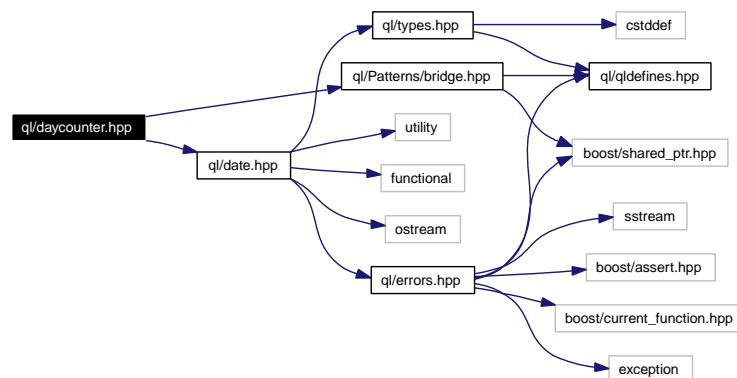 ql/types.hpp
cstddef
ql/Patterns/bridge.hpp
ql/qldefines.hpp
ql/daycounter.hpp
utility
ql/date.hpp
boost/shared_ptr.hpp
functional
sstream
ostream
boost/assert.hpp
ql/errors.hpp
boost/current_function.hpp
exception